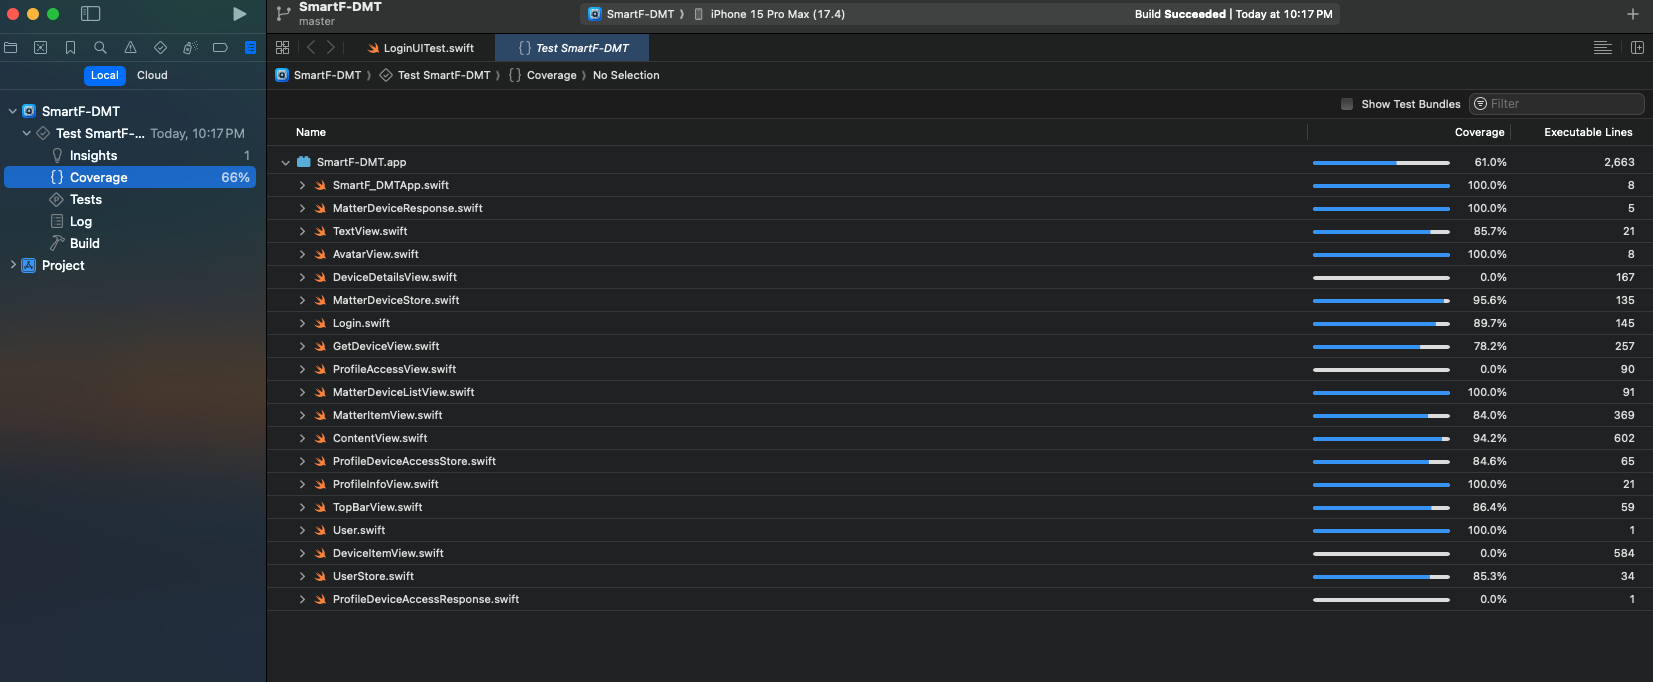 SmartF-DMT
master
SmartF-DMT iPhone 15 Pro Max (17.4) Build Succeeded | Today at 10:17 PM
LoginUITest.swift {} Test SmartF-DMT
Local Cloud
SmartF-DMT Test SmartF-DMT {} Coverage No Selection
Show Test Bundles Filter
SmartF-DMT
Test SmartF-... Today, 10:17 PM
Insights 1
{} Coverage 66%
Tests
Log
Build
Project
Name Coverage Executable Lines
SmartF-DMT.app 61.0% 2,663
SmartF_DMTApp.swift 100.0% 8
MatterDeviceResponse.swift 100.0% 5
TextView.swift 85.7% 21
AvatarView.swift 100.0% 8
DeviceDetailsView.swift 0.0% 167
MatterDeviceStore.swift 95.6% 135
Login.swift 89.7% 145
GetDeviceView.swift 78.2% 257
ProfileAccessView.swift 0.0% 90
MatterDeviceListView.swift 100.0% 91
MatterItemView.swift 84.0% 369
ContentView.swift 94.2% 602
ProfileDeviceAccessStore.swift 84.6% 65
ProfileInfoView.swift 100.0% 21
TopBarView.swift 86.4% 59
User.swift 100.0% 1
DeviceItemView.swift 0.0% 584
UserStore.swift 85.3% 34
ProfileDeviceAccessResponse.swift 0.0% 1